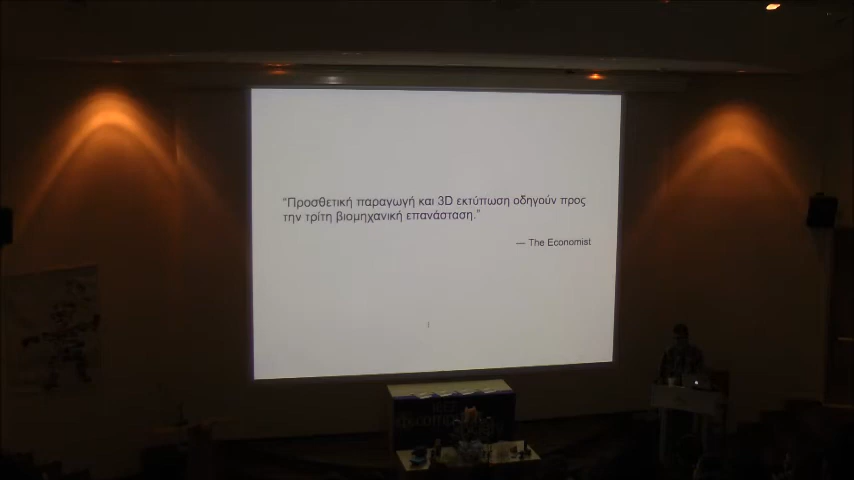 “Προσθετική παραγωγή και 3D εκτύπωση οδηγούν προς
την τρίτη βιομηχανική επανάσταση.”
— The Economist